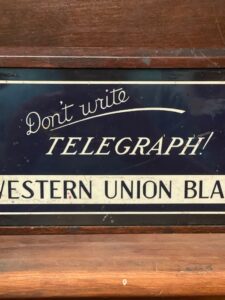 Don't write
TELEGRAPH!
WESTERN UNION BLA